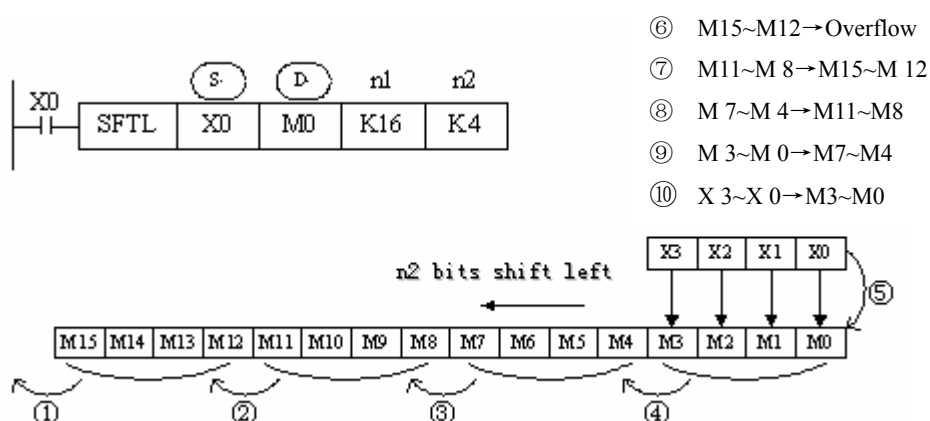 ⑥ M15~M12→Overflow
⑦ M11~M 8→M15~M 12
⑧ M 7~M 4→M11~M8
⑨ M 3~M 0→M7~M4
⑩ X 3~X 0→M3~M0
S· D· n1 n2
X0
SFTL X0 M0 K16 K4
X3 X2 X1 X0
n2 bits shift left
⑤
M15 M14 M13 M12 M11 M10 M9 M8 M7 M6 M5 M4 M3 M2 M1 M0
① ② ③ ④